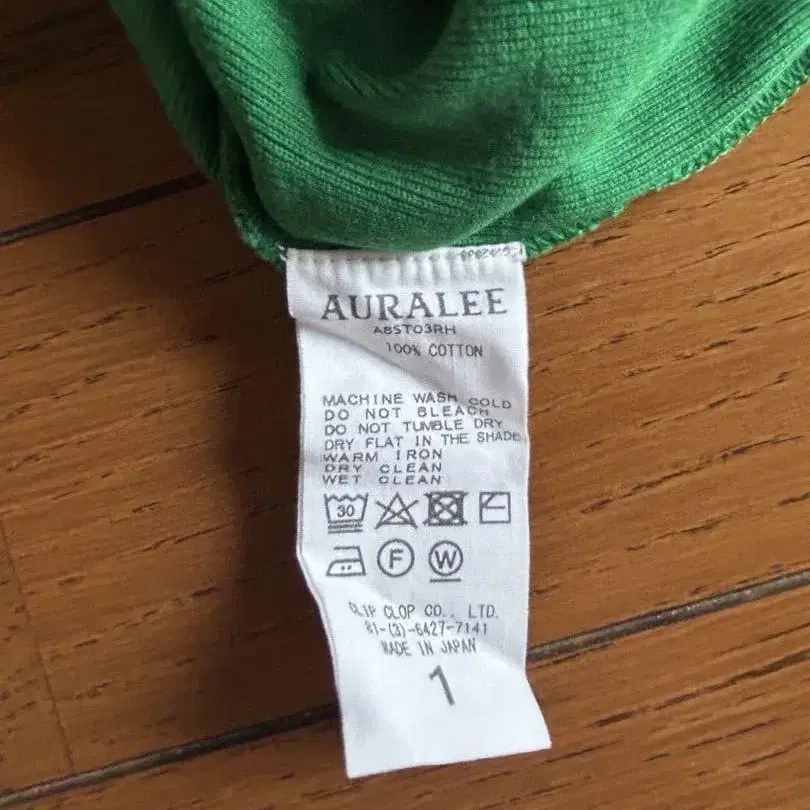 AURALEE
A8ST03RH
100% COTTON
MACHINE WASH COLD
DO NOT BLEACH
DO NOT TUMBLE DRY
DRY FLAT IN THE SHADE
WARM IRON
DRY CLEAN
WET CLEAN
30
F W
CLIP CLOP CO., LTD.
81-(3)-6427-7141
MADE IN JAPAN
1